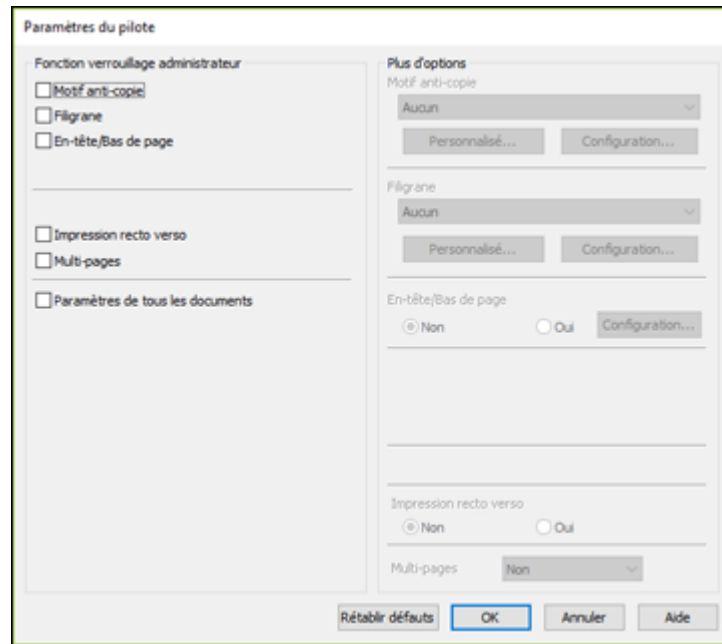 Paramètres du pilote
Fonction verrouillage administrateur
Motif anti-copie
Filigrane
En-tête/Bas de page
Impression recto verso
Multi-pages
Paramètres de tous les documents
Plus d'options
Motif anti-copie
Aucun
Personnalisé...
Configuration...
Filigrane
Aucun
Personnalisé...
Configuration...
En-tête/Bas de page
Non
Oui
Configuration...
Impression recto verso
Non
Oui
Multi-pages
Non
Rétablir défauts
OK
Annuler
Aide